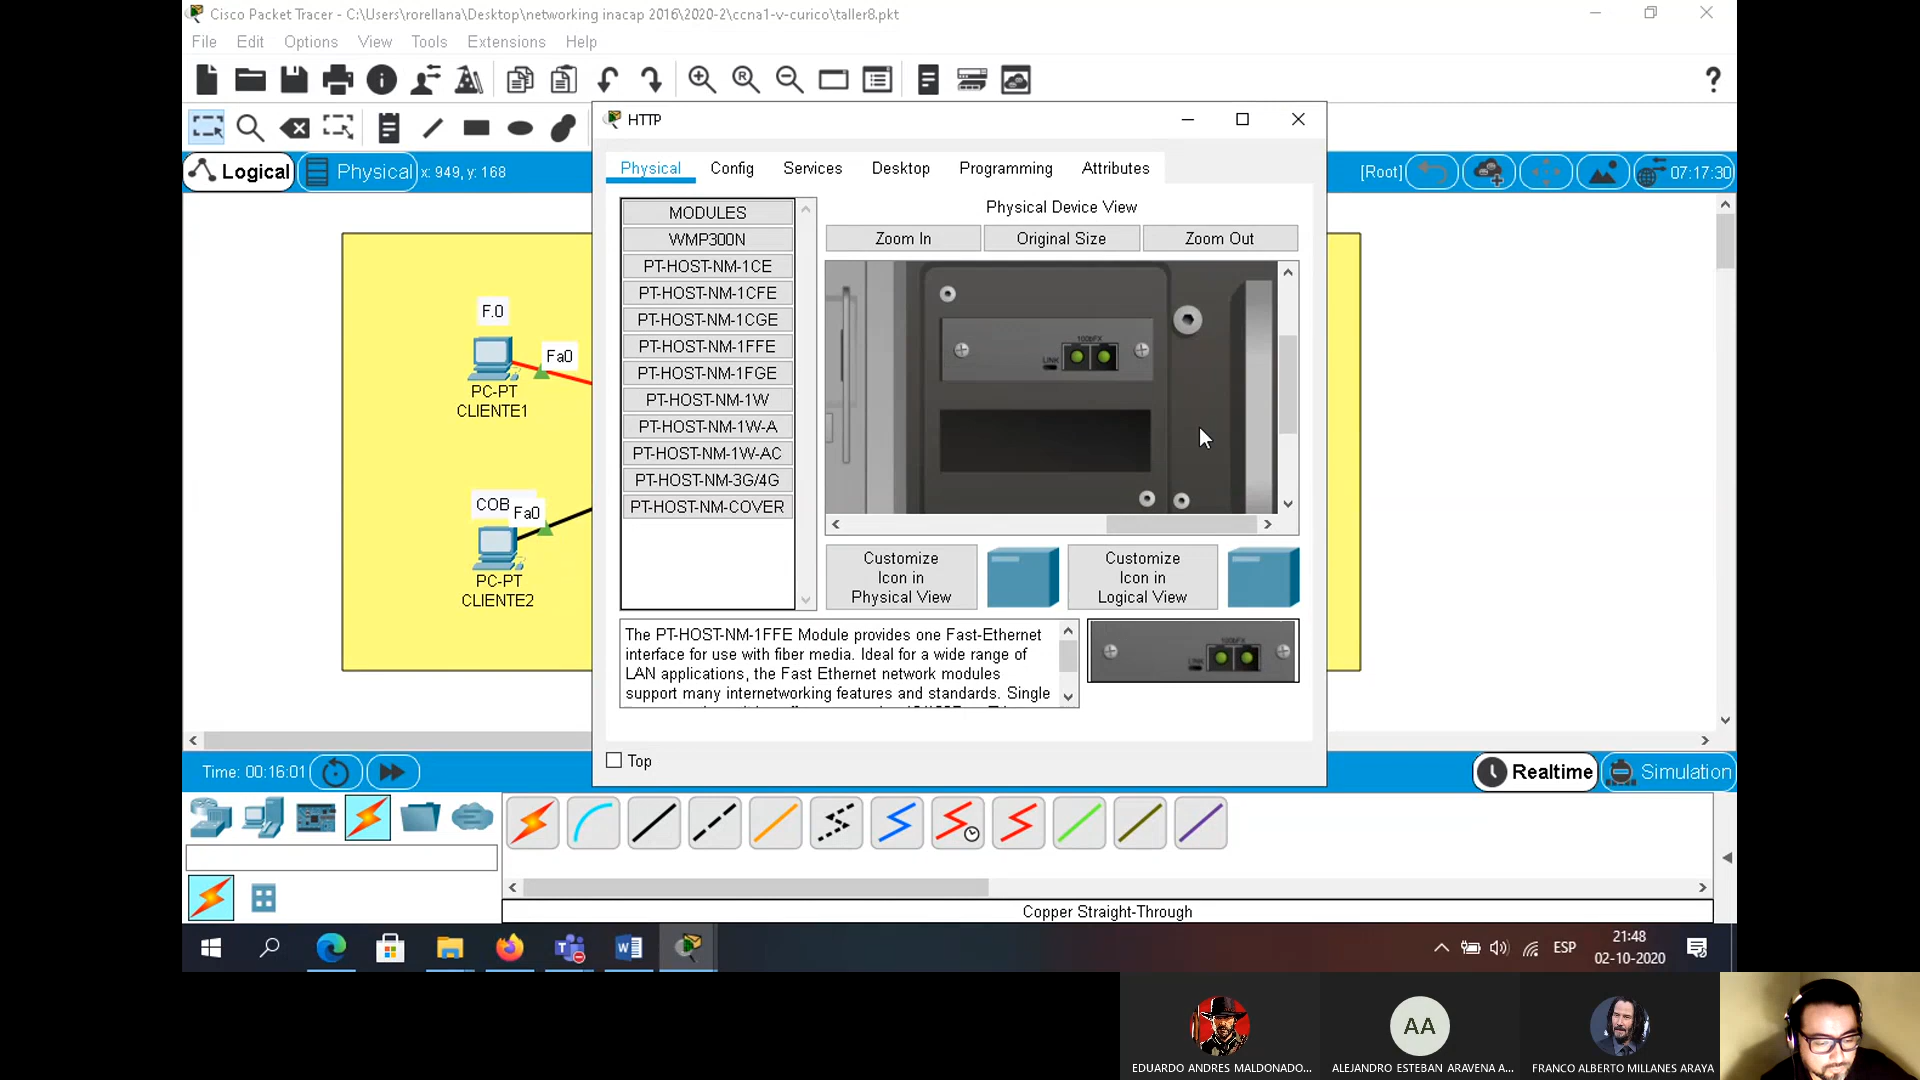 Cisco Packet Tracer - C:\Users\rorellana\Desktop\networking inacap 2016\2020-2\ccna1-v-curico\taller8.pkt
File Edit Options View Tools Extensions Help
HTTP
Logical
Physical
x: 949, y: 168
[Root]
07:17:30
Physical Config Services Desktop Programming Attributes
MODULES
WMP300N
PT-HOST-NM-1CE
PT-HOST-NM-1CFE
PT-HOST-NM-1CGE
PT-HOST-NM-1FFE
PT-HOST-NM-1FGE
PT-HOST-NM-1W
PT-HOST-NM-1W-A
PT-HOST-NM-1W-AC
PT-HOST-NM-3G/4G
PT-HOST-NM-COVER
Physical Device View
Zoom In
Original Size
Zoom Out
100bFX
LINK
Customize
Icon in
Physical View
Customize
Icon in
Logical View
The PT-HOST-NM-1FFE Module provides one Fast-Ethernet
interface for use with fiber media. Ideal for a wide range of
LAN applications, the Fast Ethernet network modules
support many internetworking features and standards. Single
100bFX
LINK
Top
F.0
Fa0
PC-PT
CLIENTE1
COB
Fa0
PC-PT
CLIENTE2
Time: 00:16:01
Realtime
Simulation
Copper Straight-Through
ESP
21:48
02-10-2020
EDUARDO ANDRES MALDONADO...
AA
ALEJANDRO ESTEBAN ARAVENA A...
FRANCO ALBERTO MILLANES ARAYA